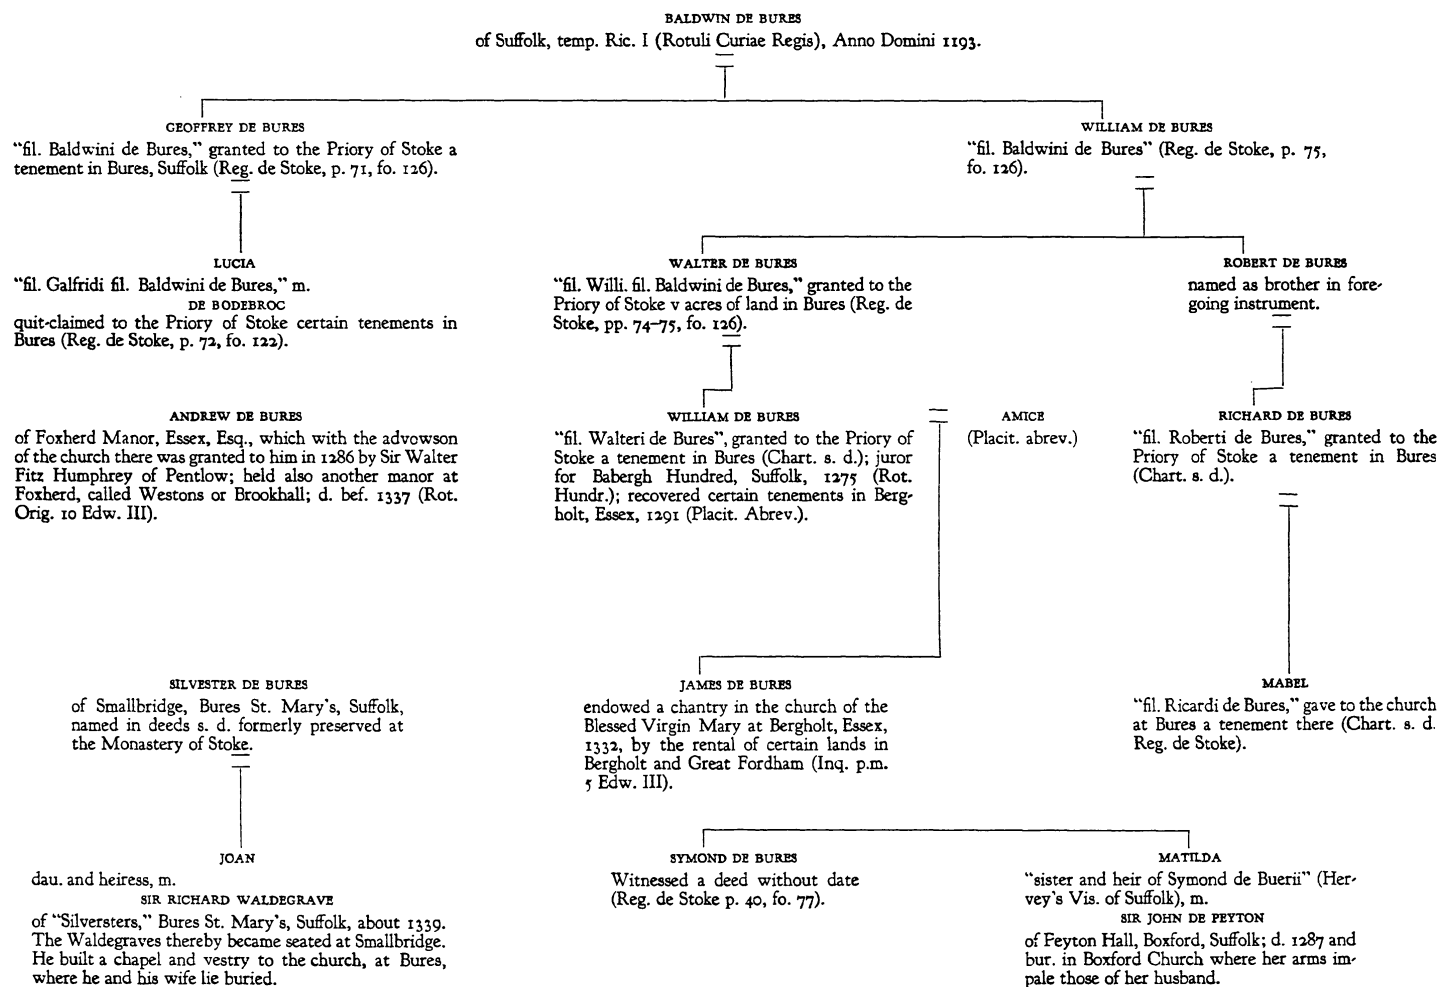 BALDWIN DE BURES
of Suffolk, temp. Ric. I (Rotuli Curiae Regis), Anno Domini 1193.
GEOFFREY DE BURES
"fil. Baldwini de Bures," granted to the Priory of Stoke a
tenement in Bures, Suffolk (Reg. de Stoke, p. 71, fo. 126).
WILLIAM DE BURES
"fil. Baldwini de Bures" (Reg. de Stoke, p. 75,
fo. 126).
LUCIA
"fil. Galfridi fil. Baldwini de Bures," m.
DE BODEBROC
quit-claimed to the Priory of Stoke certain tenements in
Bures (Reg. de Stoke, p. 72, fo. 122).
WALTER DE BURES
"fil. Willi. fil. Baldwini de Bures," granted to the
Priory of Stoke v acres of land in Bures (Reg. de
Stoke, pp. 74-75, fo. 126).
ROBERT DE BURES
named as brother in fore-
going instrument.
ANDREW DE BURES
of Foxherd Manor, Essex, Esq., which with the advowson
of the church there was granted to him in 1286 by Sir Walter
Fitz Humphrey of Pentlow; held also another manor at
Foxherd, called Westons or Brookhall; d. bef. 1337 (Rot.
Orig. 10 Edw. III).
WILLIAM DE BURES
"fil. Walteri de Bures", granted to the Priory of
Stoke a tenement in Bures (Chart. s. d.); juror
for Babergh Hundred, Suffolk, 1275 (Rot.
Hundr.); recovered certain tenements in Berg-
holt, Essex, 1291 (Placit. Abrev.).
AMICE
(Placit. abrev.)
RICHARD DE BURES
"fil. Roberti de Bures," granted to the
Priory of Stoke a tenement in Bures
(Chart. s. d.).
SILVESTER DE BURES
of Smallbridge, Bures St. Mary's, Suffolk,
named in deeds s. d. formerly preserved at
the Monastery of Stoke.
JAMES DE BURES
endowed a chantry in the church of the
Blessed Virgin Mary at Bergholt, Essex,
1332, by the rental of certain lands in
Bergholt and Great Fordham (Inq. p.m.
5 Edw. III).
MABEL
"fil. Ricardi de Bures," gave to the church
at Bures a tenement there (Chart. s. d.
Reg. de Stoke).
JOAN
dau. and heiress, m.
SIR RICHARD WALDEGRAVE
of "Silversters," Bures St. Mary's, Suffolk, about 1339.
The Waldegraves thereby became seated at Smallbridge.
He built a chapel and vestry to the church, at Bures,
where he and his wife lie buried.
SYMOND DE BURES
Witnessed a deed without date
(Reg. de Stoke p. 40, fo. 77).
MATILDA
"sister and heir of Symond de Buerii" (Her-
vey's Vis. of Suffolk), m.
SIR JOHN DE PEYTON
of Peyton Hall, Boxford, Suffolk; d. 1287 and
bur. in Boxford Church where her arms im-
pale those of her husband.